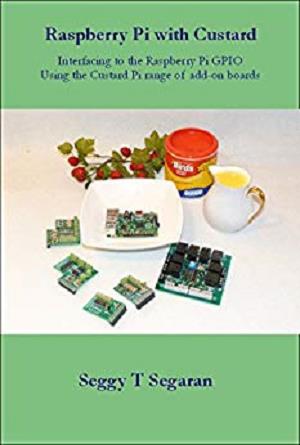 Raspberry Pi with Custard
Interfacing to the Raspberry Pi GPIO
Using the Custard Pi range of add-on boards
Bird's
Seggy T Segaran